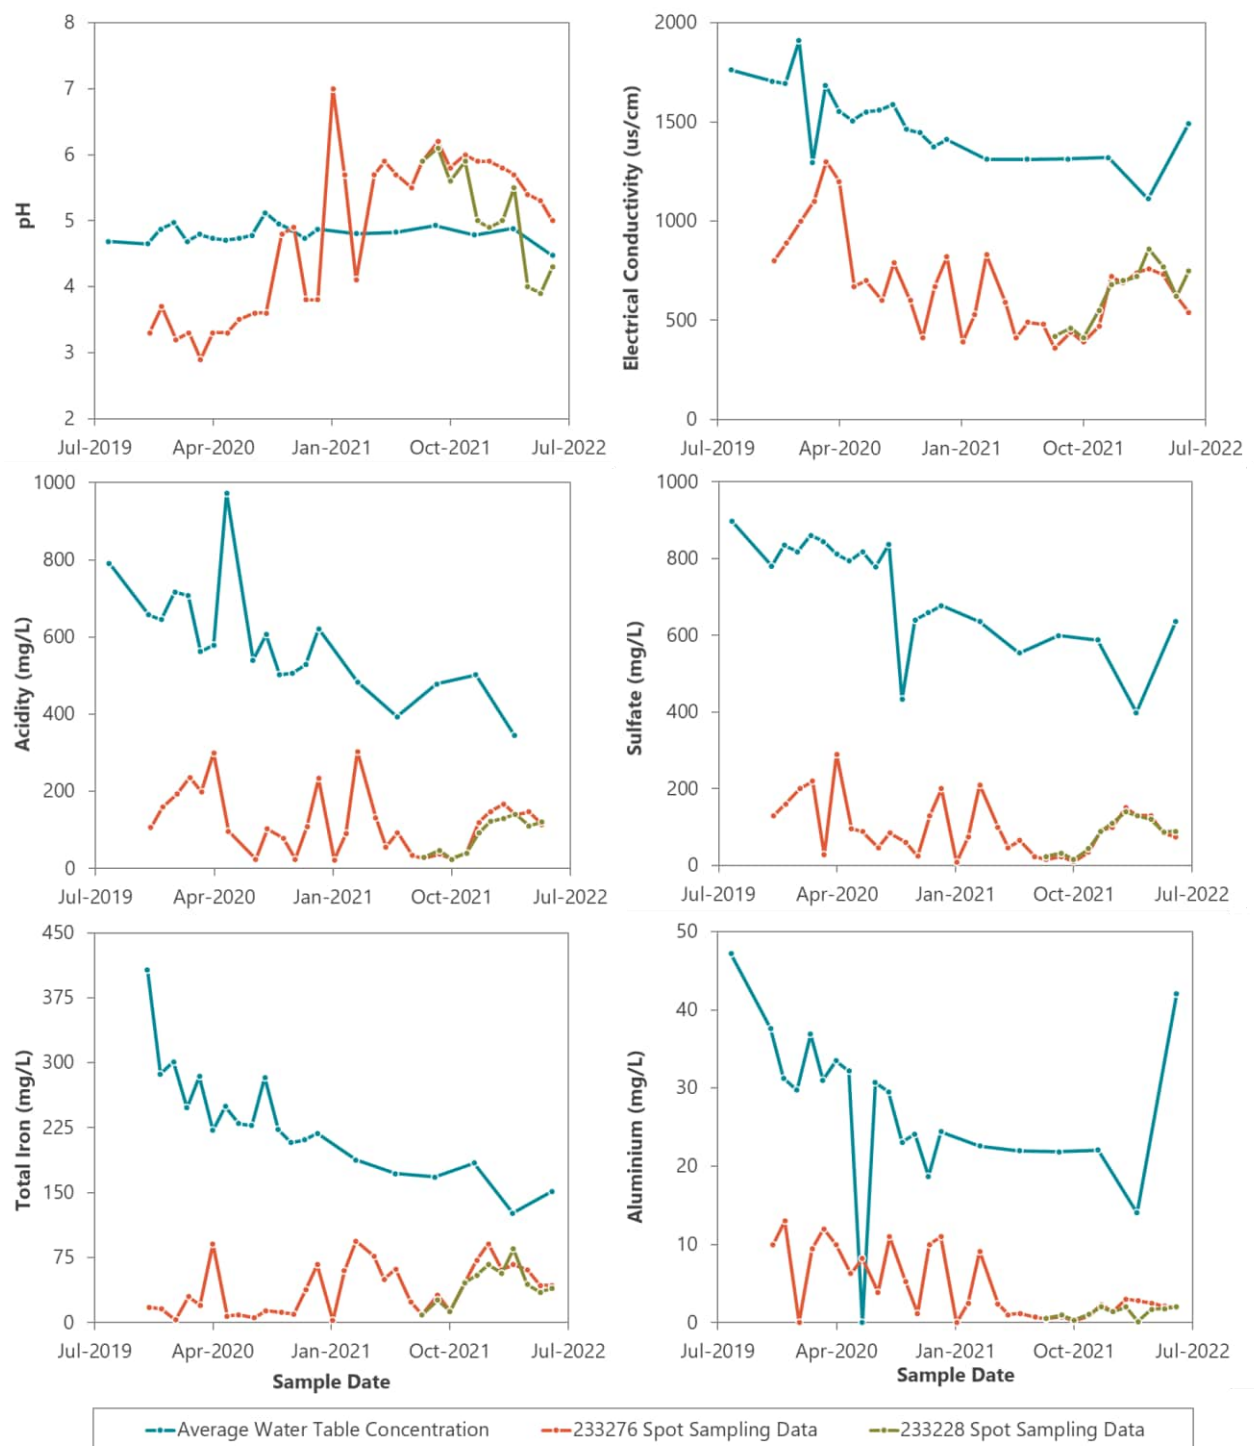 pH
8
7
6
5
4
3
2
Jul-2019 Apr-2020 Jan-2021 Oct-2021 Jul-2022
Electrical Conductivity (us/cm)
2000
1500
1000
500
0
Jul-2019 Apr-2020 Jan-2021 Oct-2021 Jul-2022
Acidity (mg/L)
1000
800
600
400
200
0
Jul-2019 Apr-2020 Jan-2021 Oct-2021 Jul-2022
Sulfate (mg/L)
1000
800
600
400
200
0
Jul-2019 Apr-2020 Jan-2021 Oct-2021 Jul-2022
Total Iron (mg/L)
450
375
300
225
150
75
0
Jul-2019 Apr-2020 Jan-2021 Oct-2021 Jul-2022
Sample Date
Aluminium (mg/L)
50
40
30
20
10
0
Jul-2019 Apr-2020 Jan-2021 Oct-2021 Jul-2022
Sample Date
Average Water Table Concentration 233276 Spot Sampling Data 233228 Spot Sampling Data